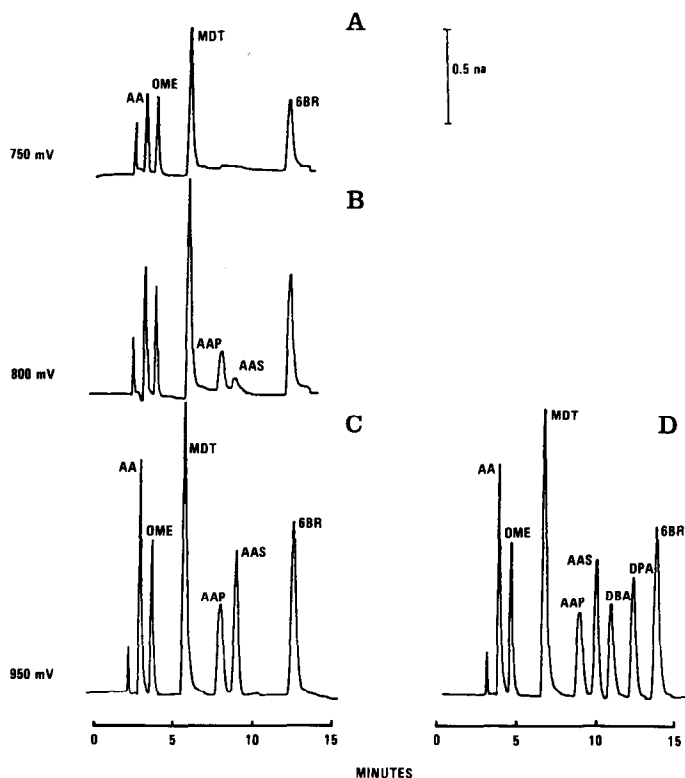 A
MDT
0.5 na
AA
OME
6BR
750 mV
B
AAP
AAS
800 mV
C
D
MDT
MDT
AA
AA
6BR
6BR
OME
OME
AAS
AAS
DPA
AAP
AAP
DBA
950 mV
0 5 10 15
0 5 10 15
MINUTES